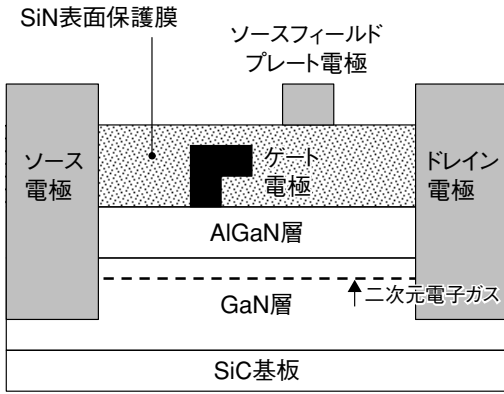 SiN表面保護膜
ソースフィールド
プレート電極
ソース
電極
ゲート
電極
ドレイン
電極
AlGaN層
二次元電子ガス
GaN層
SiC基板